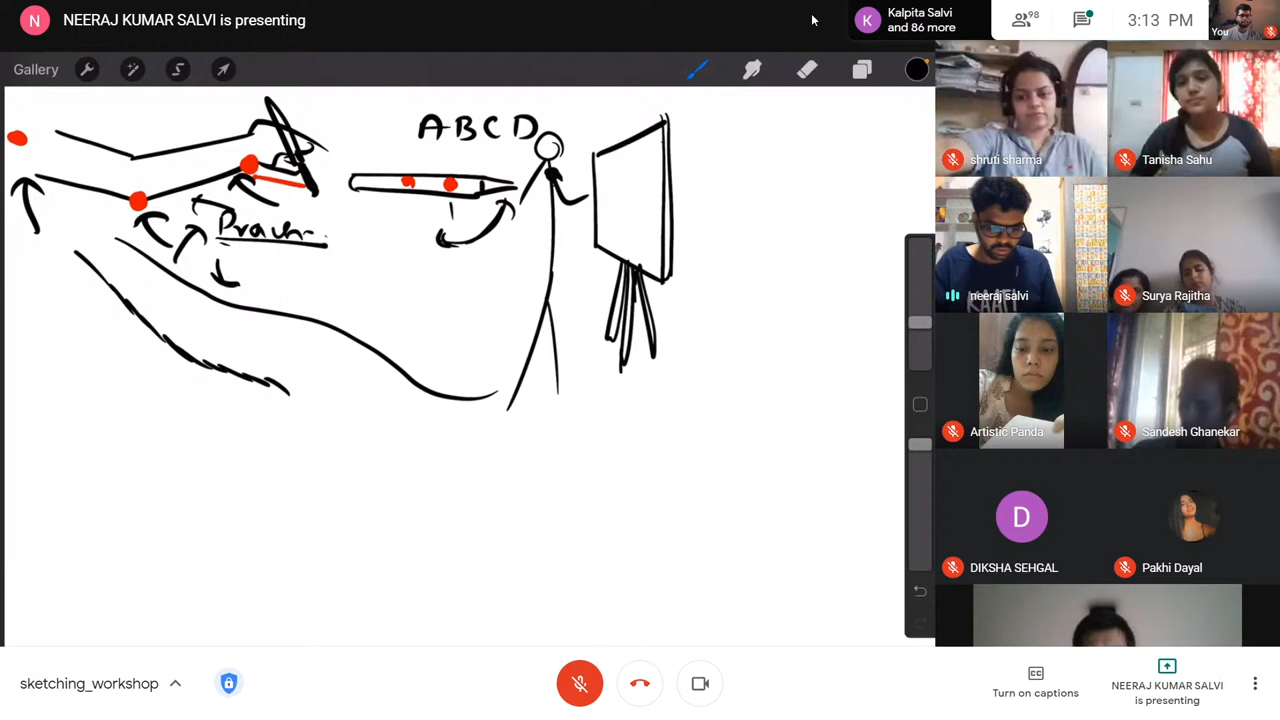 N NEERAJ KUMAR SALVI is presenting
K Kalpita Salvi
and 86 more
98
3:13 PM
You
Gallery
A B C D
shruti sharma
Tanisha Sahu
neeraj salvi
Surya Rajitha
Artistic Panda
Sandesh Ghanekar
D
DIKSHA SEHGAL
Pakhi Dayal
sketching_workshop
CC
Turn on captions
NEERAJ KUMAR SALVI
is presenting